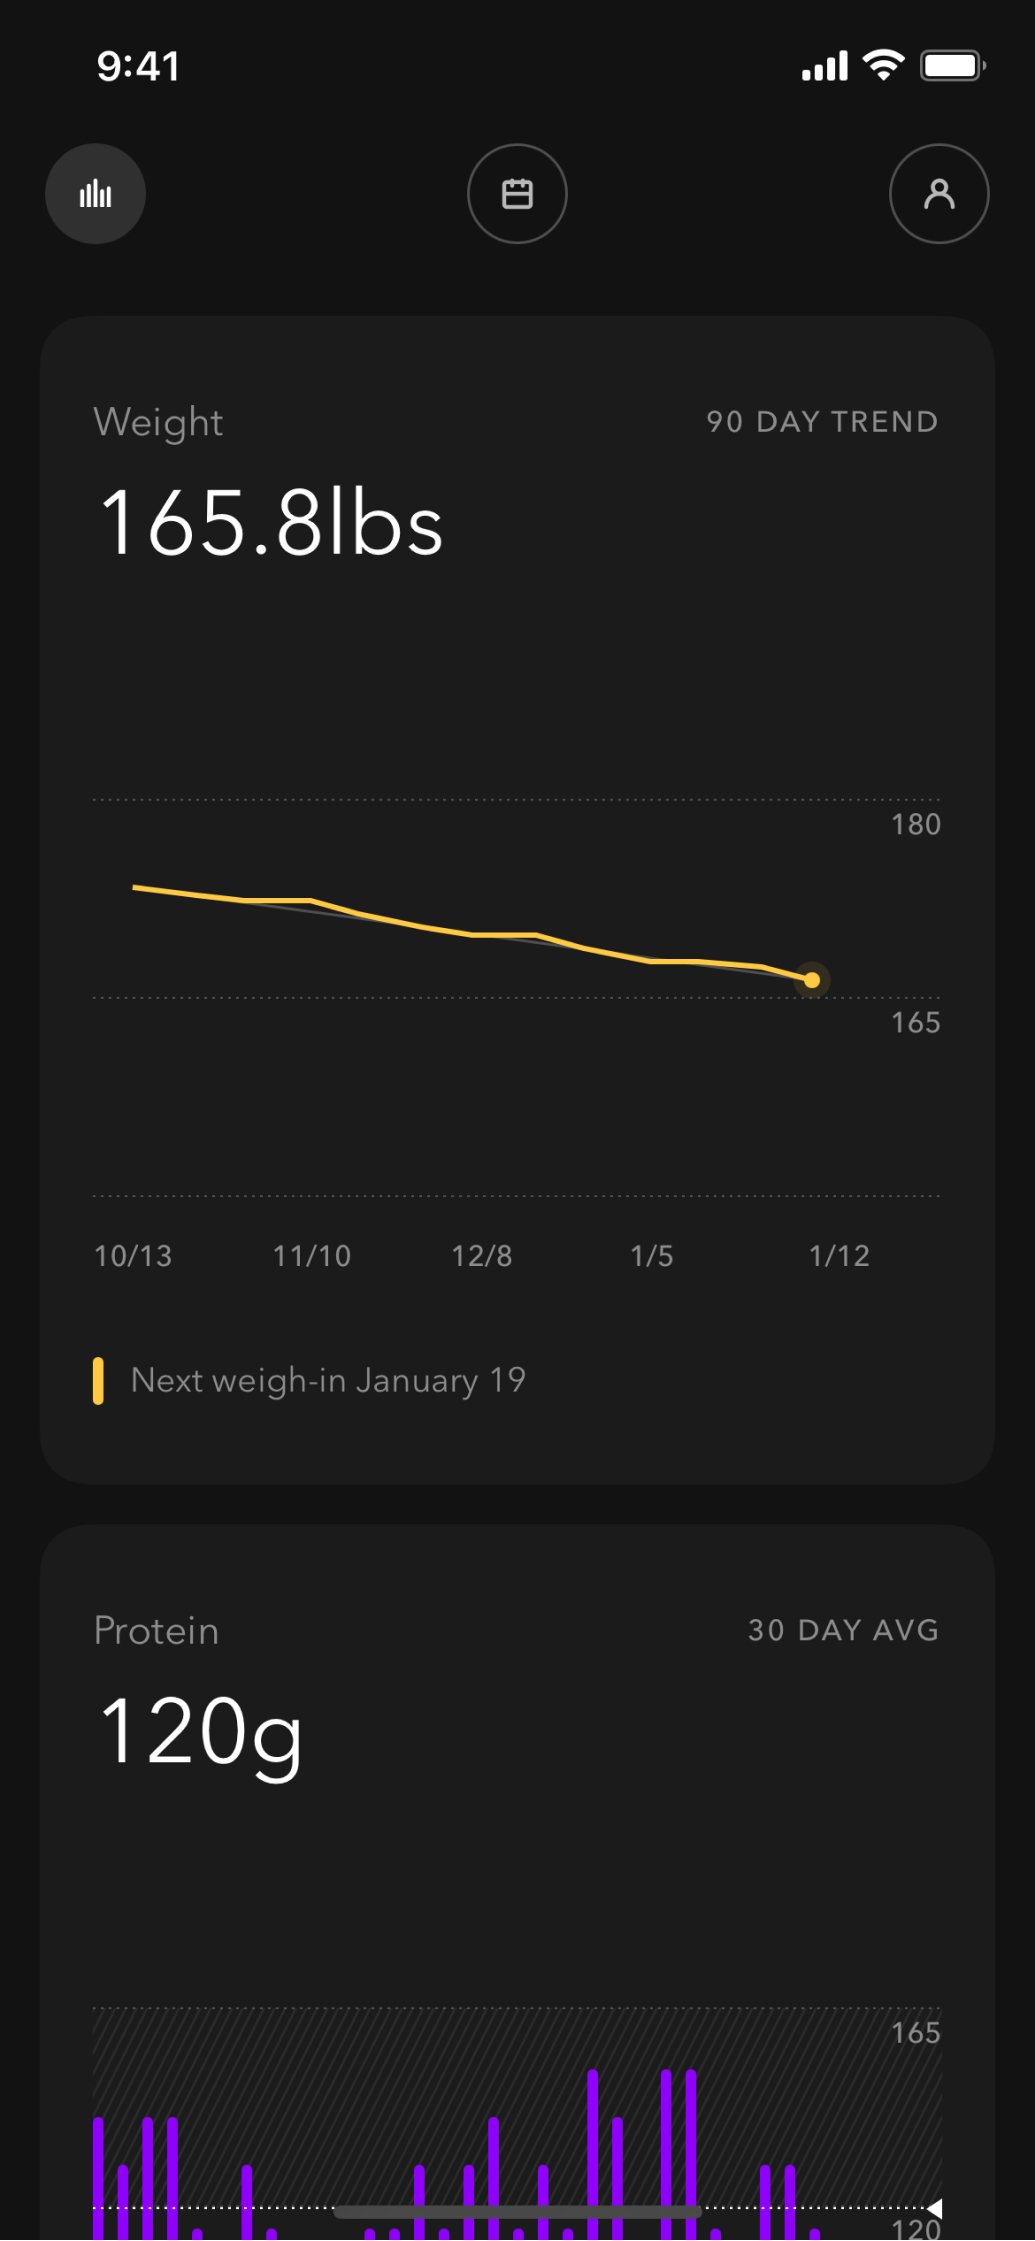 9:41
Weight 90 DAY TREND
165.8lbs
180
165
10/13 11/10 12/8 1/5 1/12
Next weigh-in January 19
Protein 30 DAY AVG
120g
165
120